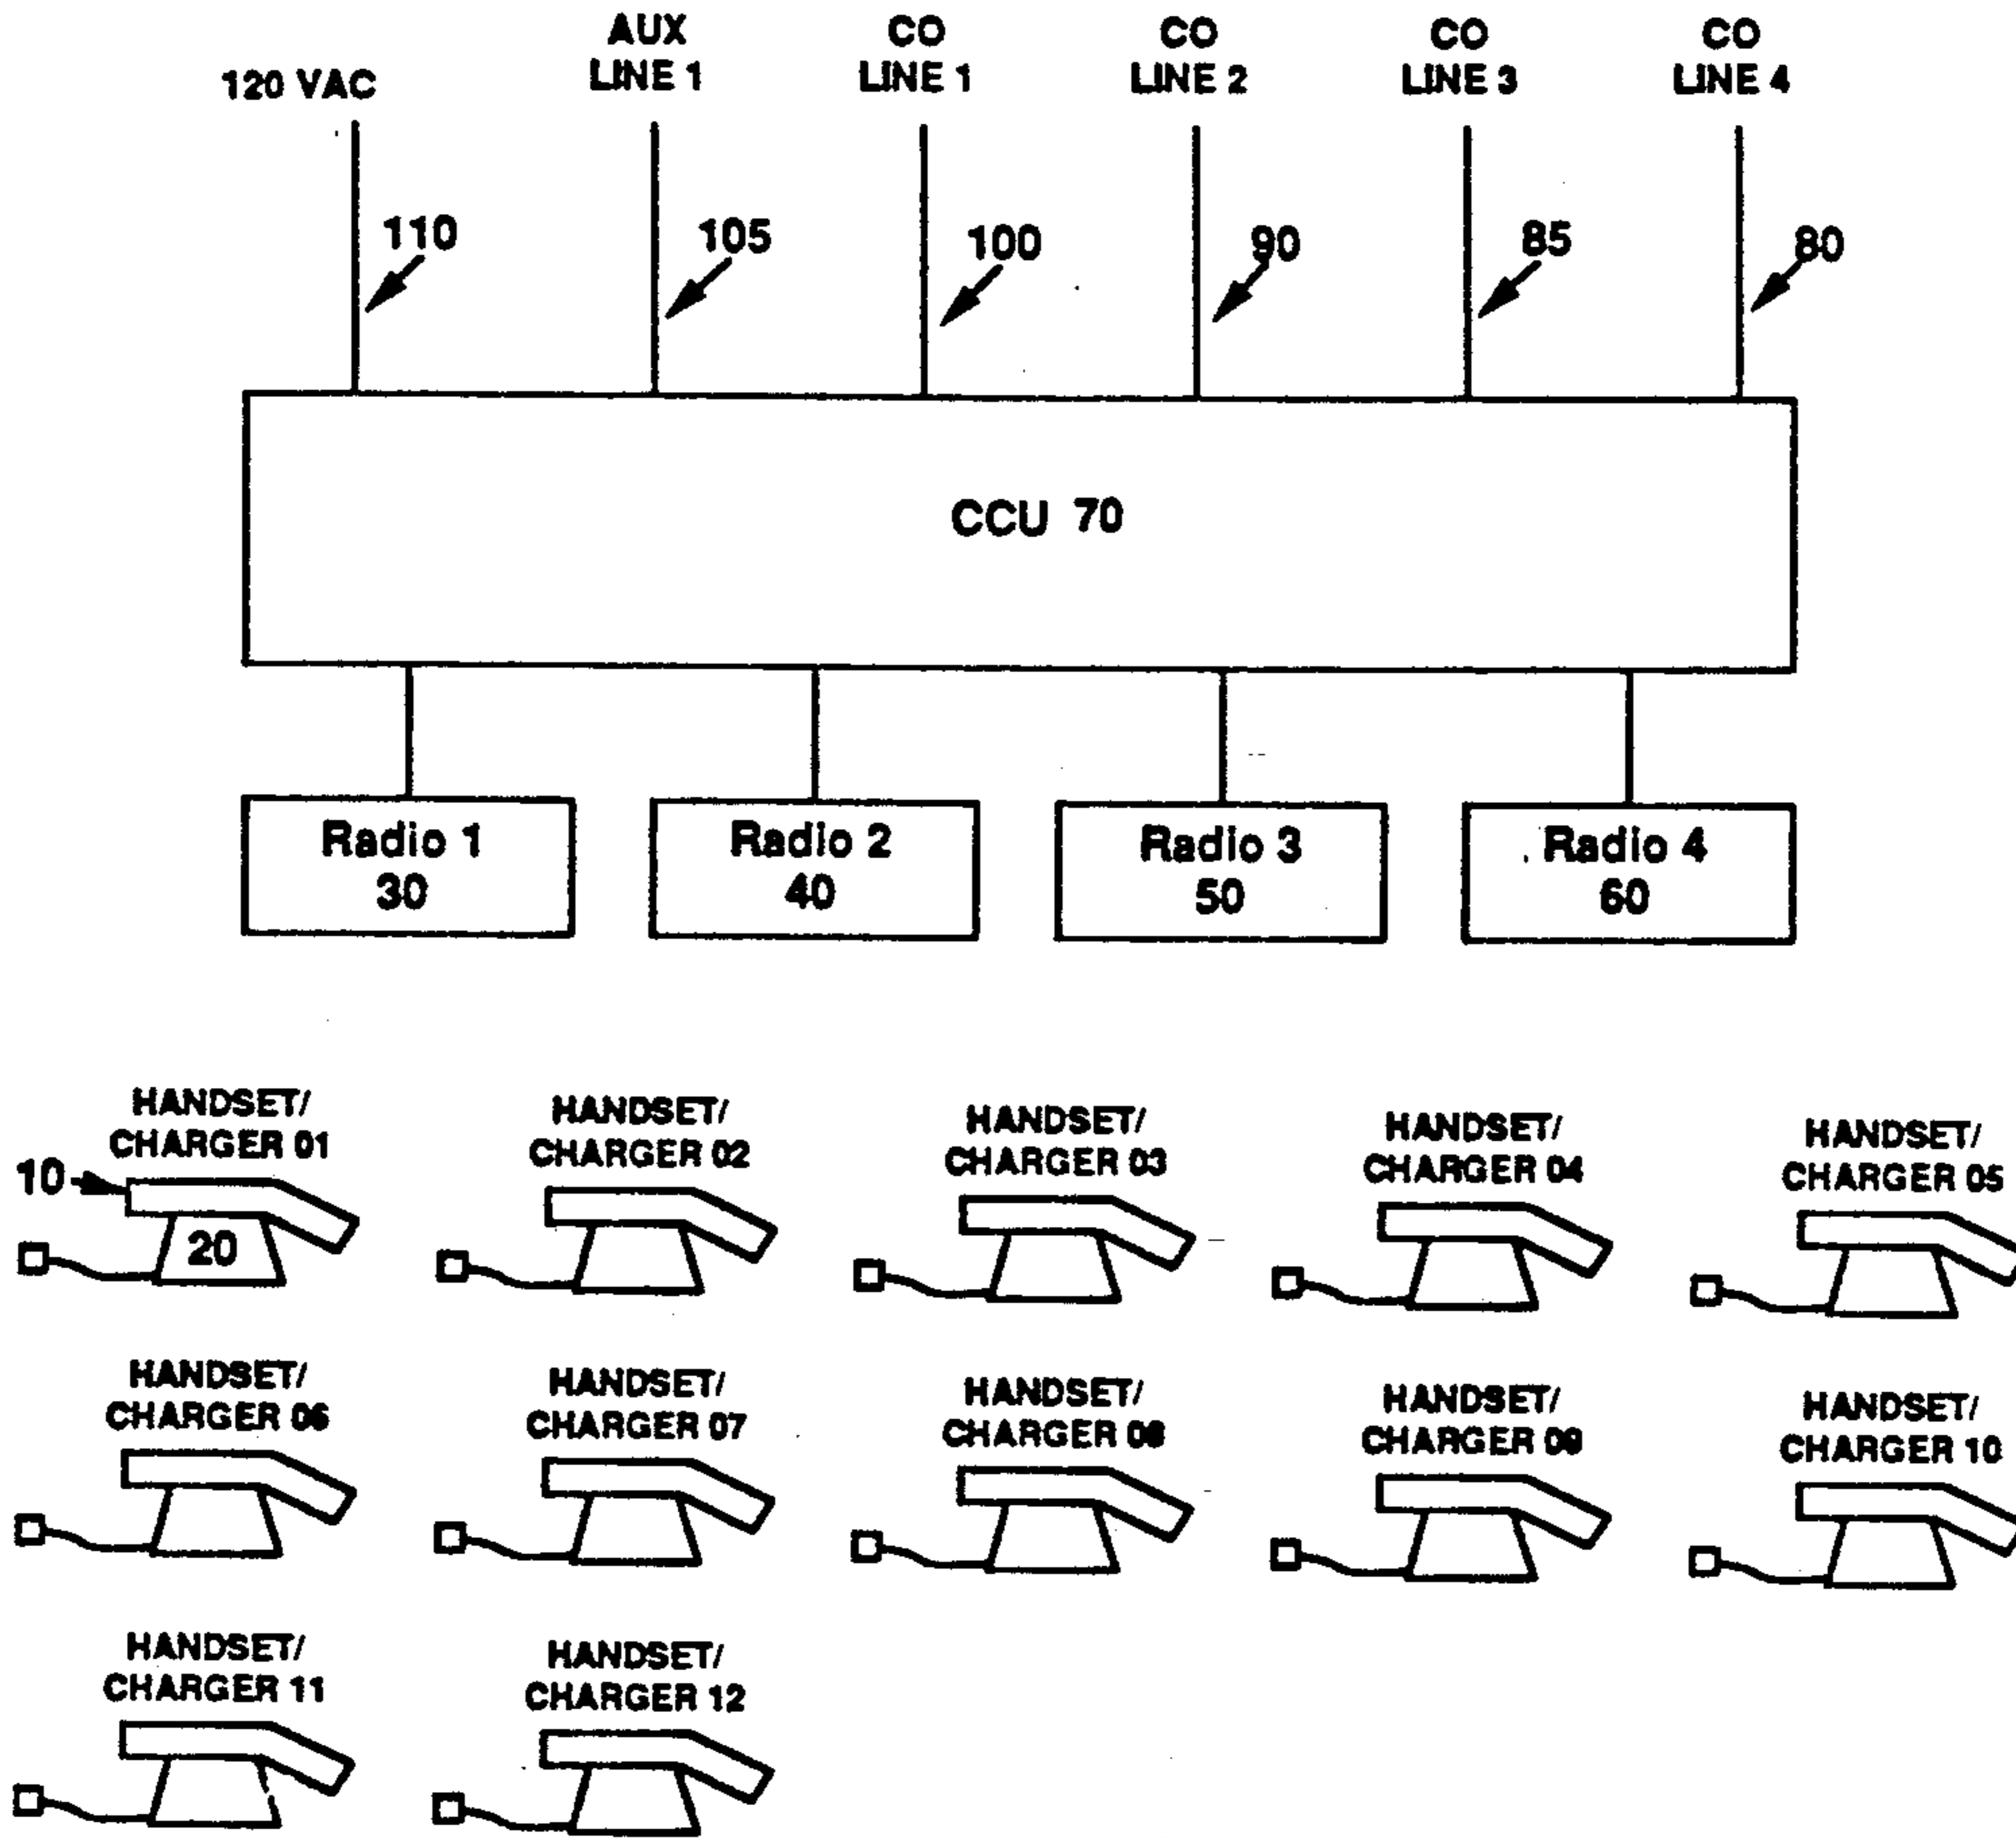 120 VAC
AUX
LINE 1
CO
LINE 1
CO
LINE 2
CO
LINE 3
CO
LINE 4
110
105
100
90
85
80
CCU 70
Radio 1
30
Radio 2
40
Radio 3
50
Radio 4
60
HANDSET/
CHARGER 01
HANDSET/
CHARGER 02
HANDSET/
CHARGER 03
HANDSET/
CHARGER 04
HANDSET/
CHARGER 05
10
20
HANDSET/
CHARGER 06
HANDSET/
CHARGER 07
HANDSET/
CHARGER 08
HANDSET/
CHARGER 09
HANDSET/
CHARGER 10
HANDSET/
CHARGER 11
HANDSET/
CHARGER 12